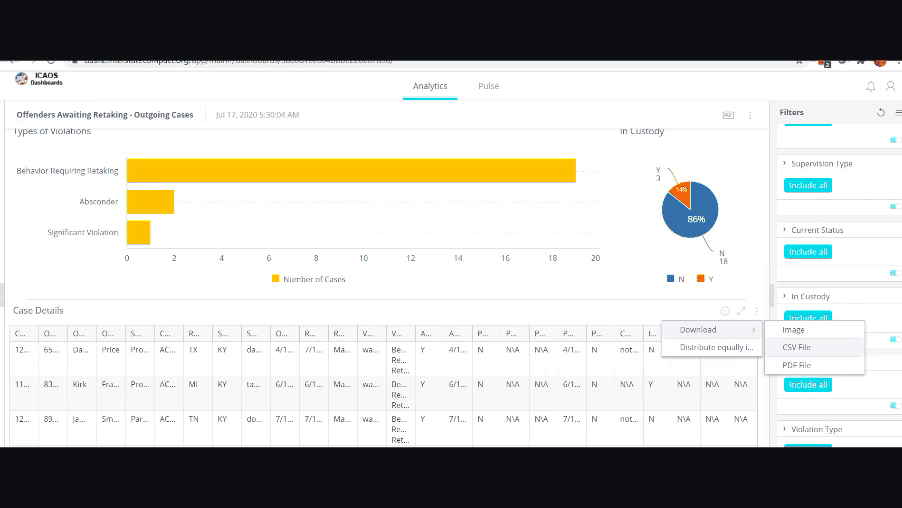 ICAOS
Dashboards
Analytics
Pulse
Offenders Awaiting Retaking - Outgoing Cases
Jul 17, 2020 5:30:04 AM
PDF
Filters
Types of Violations
In Custody
Behavior Requiring Retaking
Absconder
Significant Violation
0 2 4 6 8 10 12 14 16 18 20
Number of Cases
Y
3
14%
86%
N
18
N
Y
Supervision Type
Include all
Current Status
Include all
In Custody
Include all
Include all
Violation Type
Case Details
Download
Distribute equally i...
Image
CSV File
PDF File
C... O... O... O... S... C... R... S... S... O... R... M... V... V... A... A... P... P... P... P... P... C... I...
12... 65... Da... Price Pro... AC... TX KY da... 4/1... 7/1... Ma... wa... Be... Y 4/1... N N\A N\A N\A N not... N
Re...
Ret...
11... 83... Kirk Fra... Pro... AC... MI KY ta... 6/1... 7/1... Ma... wa... Be... Y 6/1... N N\A N\A 6/1... N not... Y N\A N\A N\A
Re...
Ret...
12... 89... Ja... Sm... Par... AC... TN KY do... 7/1... 7/1... Ma... wa... Be... Y 7/1... N N\A N\A 7/1... N not... N N\A N\A N\A
Re...
Ret...